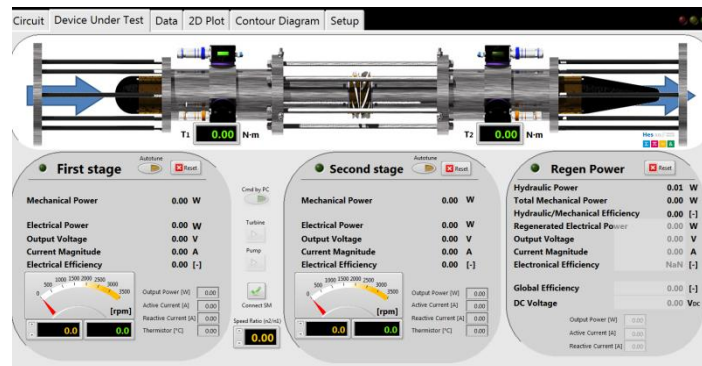 Circuit Device Under Test Data 2D Plot Contour Diagram Setup
T1 0.00 N·m
T2 0.00 N·m
First stage
Autotune
Reset
Mechanical Power 0.00 W
Electrical Power 0.00 W
Output Voltage 0.00 V
Current Magnitude 0.00 A
Electrical Efficiency 0.00 [-]
0 500 1000 1500 2000 2500 3000 3500
[rpm]
0.0 0.0
Output Power [W] 0.00
Active Current [A] 0.00
Reactive Current [A] 0.00
Thermistor [°C] 0.00
Cmd by PC
Turbine
Pump
Connect SM
Speed Ratio (n2/n1)
0.00
Second stage
Autotune
Reset
Mechanical Power 0.00 W
Electrical Power 0.00 W
Output Voltage 0.00 V
Current Magnitude 0.00 A
Electrical Efficiency 0.00 [-]
0 500 1000 1500 2000 2500 3000 3500
[rpm]
0.0 0.0
Output Power [W] 0.00
Active Current [A] 0.00
Reactive Current [A] 0.00
Thermistor [°C] 0.00
Regen Power
Reset
Hydraulic Power 0.01 W
Total Mechanical Power 0.00 W
Hydraulic/Mechanical Efficiency 0.00 [-]
Regenerated Electrical Power 0.00 W
Output Voltage 0.00 V
Current Magnitude 0.00 A
Electronical Efficiency NaN [-]
Global Efficiency 0.00 [-]
DC Voltage 0.00 VDC
Output Power [W] 0.00
Active Current [A] 0.00
Reactive Current [A] 0.00